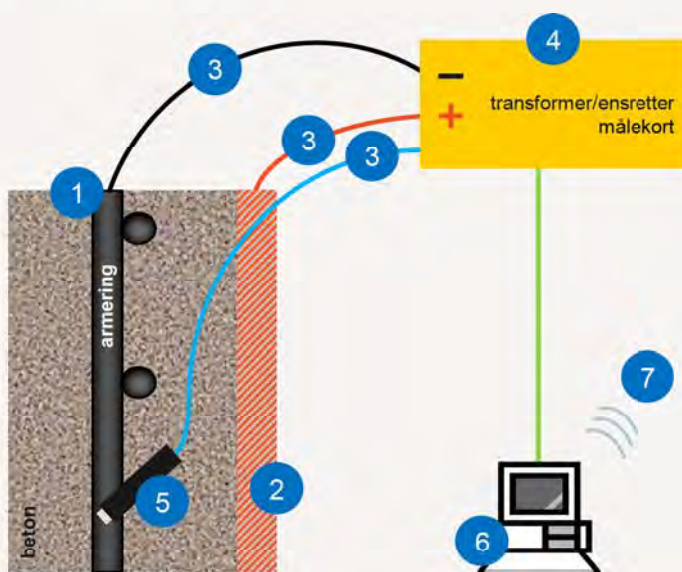 4
3
−
transformer/ensretter
+
målekort
3
3
1
armering
7
5
2
beton
6